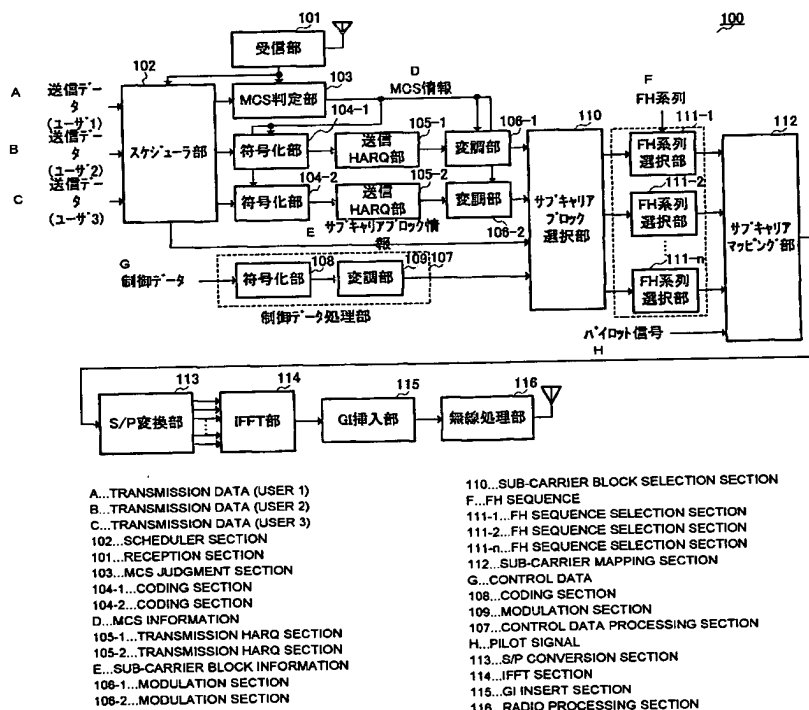 100
101
受信部
102
103
MCS判定部
D
MCS情報
A
送信データ
(ユーザ1)
B
送信データ
(ユーザ2)
C
送信データ
(ユーザ3)
スケジューラ部
104-1
符号化部
105-1
送信
HARQ部
106-1
変調部
104-2
符号化部
105-2
送信
HARQ部
変調部
106-2
E
サブキャリアブロック情報
G
制御データ
108
符号化部
109
変調部
107
制御データ処理部
110
サブキャリア
ブロック
選択部
F
FH系列
111-1
FH系列
選択部
111-2
FH系列
選択部
111-n
FH系列
選択部
112
サブキャリア
マッピング部
パイロット信号
H
113
S/P変換部
114
IFFT部
115
GI挿入部
116
無線処理部
A...TRANSMISSION DATA (USER 1)
B...TRANSMISSION DATA (USER 2)
C...TRANSMISSION DATA (USER 3)
102...SCHEDULER SECTION
101...RECEPTION SECTION
103...MCS JUDGMENT SECTION
104-1...CODING SECTION
104-2...CODING SECTION
D...MCS INFORMATION
105-1...TRANSMISSION HARQ SECTION
105-2...TRANSMISSION HARQ SECTION
E...SUB-CARRIER BLOCK INFORMATION
106-1...MODULATION SECTION
106-2...MODULATION SECTION
110...SUB-CARRIER BLOCK SELECTION SECTION
F...FH SEQUENCE
111-1...FH SEQUENCE SELECTION SECTION
111-2...FH SEQUENCE SELECTION SECTION
111-n...FH SEQUENCE SELECTION SECTION
112...SUB-CARRIER MAPPING SECTION
G...CONTROL DATA
108...CODING SECTION
109...MODULATION SECTION
107...CONTROL DATA PROCESSING SECTION
H...PILOT SIGNAL
113...S/P CONVERSION SECTION
114...IFFT SECTION
115...GI INSERT SECTION
116...RADIO PROCESSING SECTION